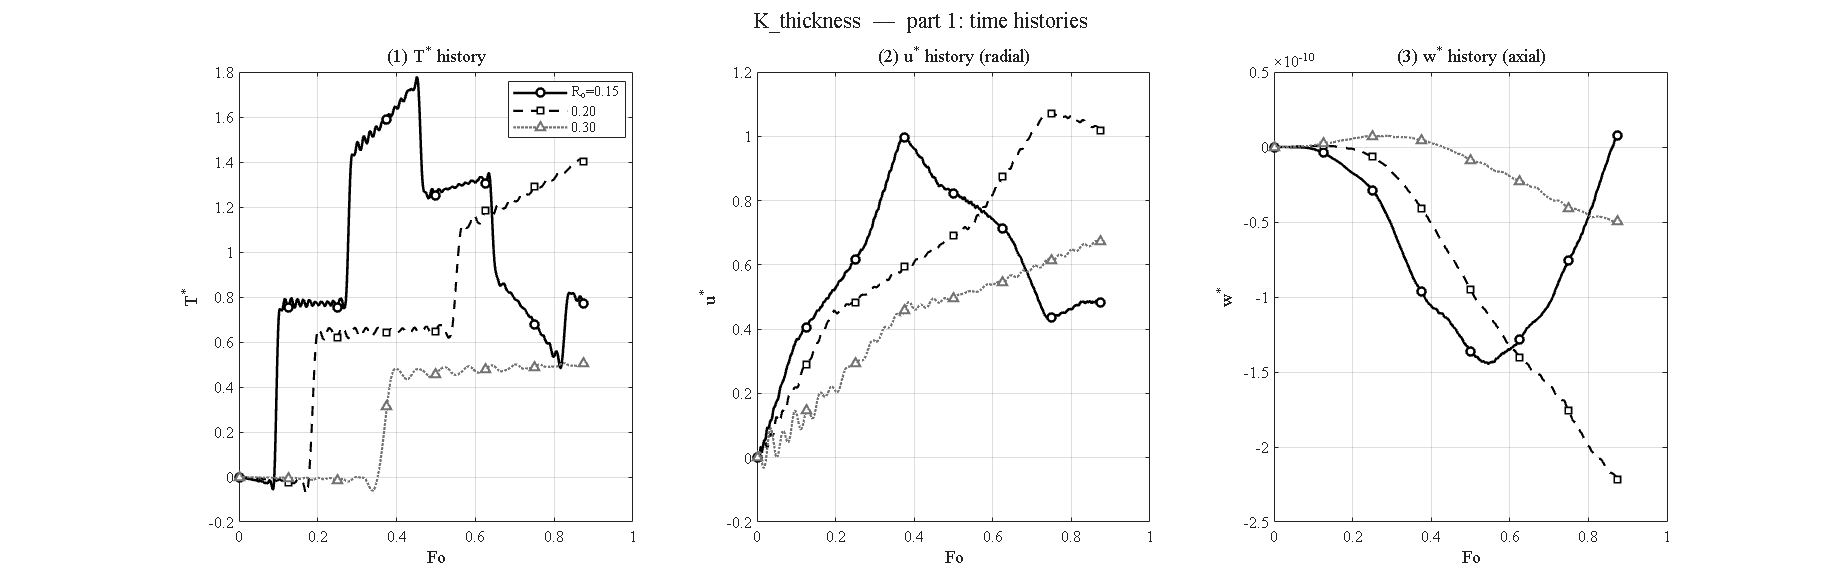 K_thickness — part 1: time histories
(1) T* history
1.8
1.6
1.4
1.2
1
0.8
0.6
0.4
0.2
0
-0.2
T*
0 0.2 0.4 0.6 0.8 1
Fo
Ro=0.15
0.20
0.30
(2) u* history (radial)
1.2
1
0.8
0.6
0.4
0.2
0
-0.2
u*
0 0.2 0.4 0.6 0.8 1
Fo
(3) w* history (axial)
×10-10
0.5
0
-0.5
-1
-1.5
-2
-2.5
w*
0 0.2 0.4 0.6 0.8 1
Fo